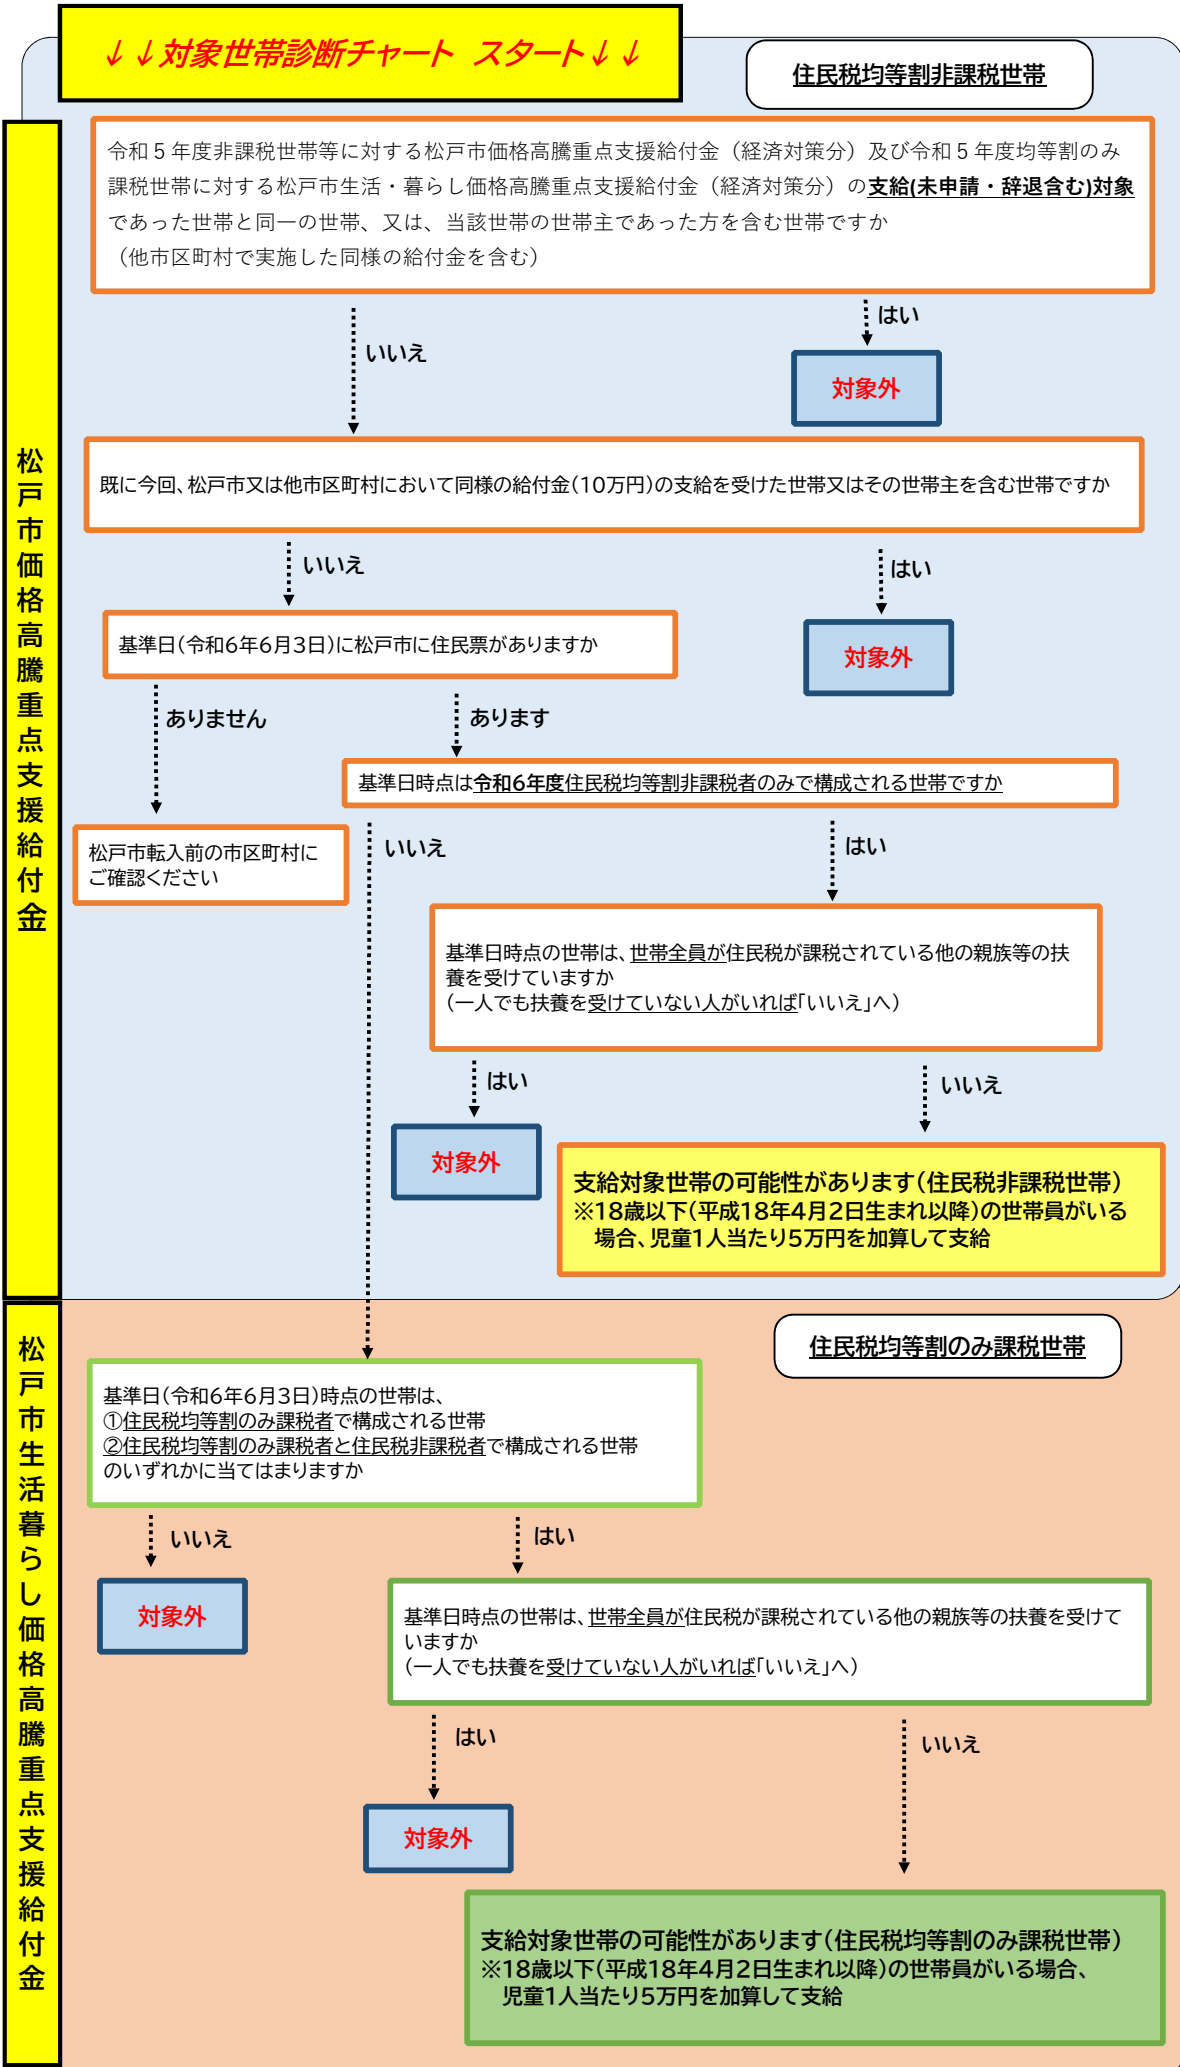 ↓↓対象世帯診断チャート スタート↓↓
住民税均等割非課税世帯
松戸市価格高騰重点支援給付金
令和5年度非課税世帯等に対する松戸市価格高騰重点支援給付金（経済対策分）及び令和5年度均等割のみ
課税世帯に対する松戸市生活・暮らし価格高騰重点支援給付金（経済対策分）の支給(未申請・辞退含む)対象
であった世帯と同一の世帯、又は、当該世帯の世帯主であった方を含む世帯ですか
（他市区町村で実施した同様の給付金を含む）
はい
いいえ
対象外
既に今回、松戸市又は他市区町村において同様の給付金（10万円）の支給を受けた世帯又はその世帯主を含む世帯ですか
いいえ
はい
基準日（令和6年6月3日）に松戸市に住民票がありますか
対象外
ありません
あります
基準日時点は令和6年度住民税均等割非課税者のみで構成される世帯ですか
松戸市転入前の市区町村に
ご確認ください
いいえ
はい
基準日時点の世帯は、世帯全員が住民税が課税されている他の親族等の扶
養を受けていますか
（一人でも扶養を受けていない人がいれば「いいえ」へ）
はい
いいえ
対象外
支給対象世帯の可能性があります（住民税非課税世帯）
※18歳以下（平成18年4月2日生まれ以降）の世帯員がいる
場合、児童1人当たり5万円を加算して支給
松戸市生活暮らし価格高騰重点支援給付金
住民税均等割のみ課税世帯
基準日（令和6年6月3日）時点の世帯は、
①住民税均等割のみ課税者で構成される世帯
②住民税均等割のみ課税者と住民税非課税者で構成される世帯
のいずれかに当てはまりますか
いいえ
はい
対象外
基準日時点の世帯は、世帯全員が住民税が課税されている他の親族等の扶養を受けて
いますか
（一人でも扶養を受けていない人がいれば「いいえ」へ）
はい
いいえ
対象外
支給対象世帯の可能性があります（住民税均等割のみ課税世帯）
※18歳以下（平成18年4月2日生まれ以降）の世帯員がいる場合、
児童1人当たり5万円を加算して支給